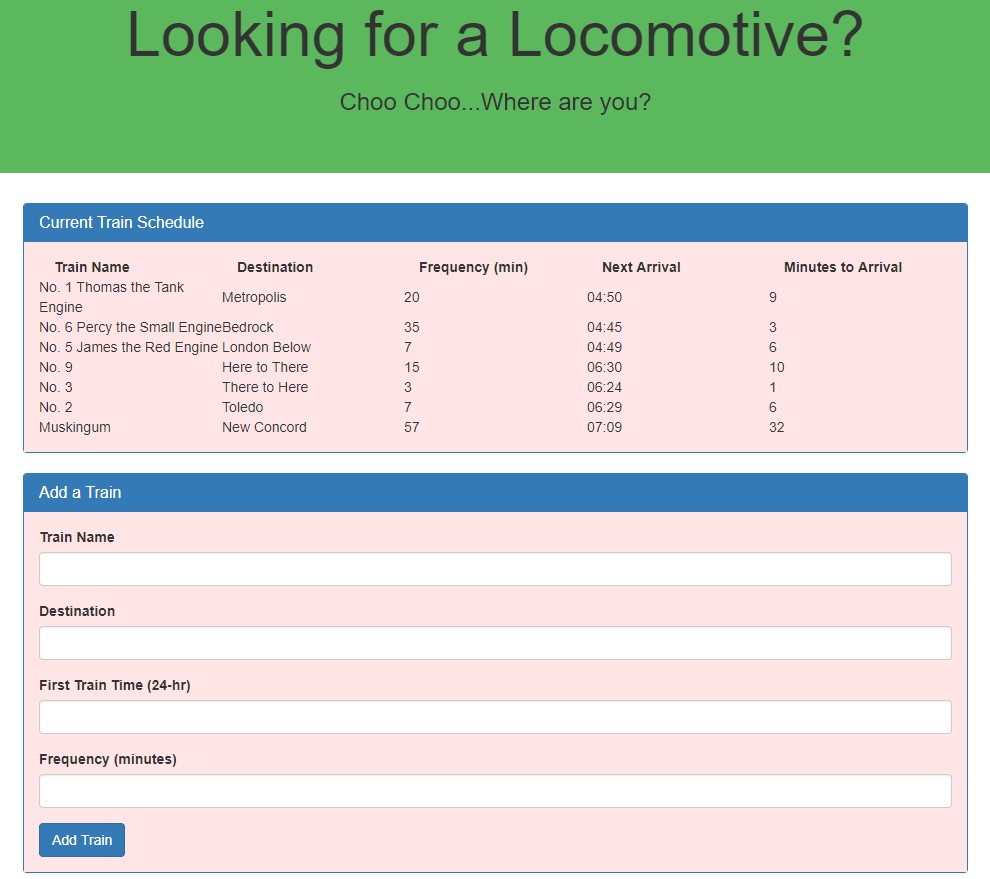 Looking for a Locomotive?
Choo Choo...Where are you?
Current Train Schedule
Train Name Destination Frequency (min) Next Arrival Minutes to Arrival
No. 1 Thomas the Tank
Engine Metropolis 20 04:50 9
No. 6 Percy the Small Engine Bedrock 35 04:45 3
No. 5 James the Red Engine London Below 7 04:49 6
No. 9 Here to There 15 06:30 10
No. 3 There to Here 3 06:24 1
No. 2 Toledo 7 06:29 6
Muskingum New Concord 57 07:09 32
Add a Train
Train Name
Destination
First Train Time (24-hr)
Frequency (minutes)
Add Train